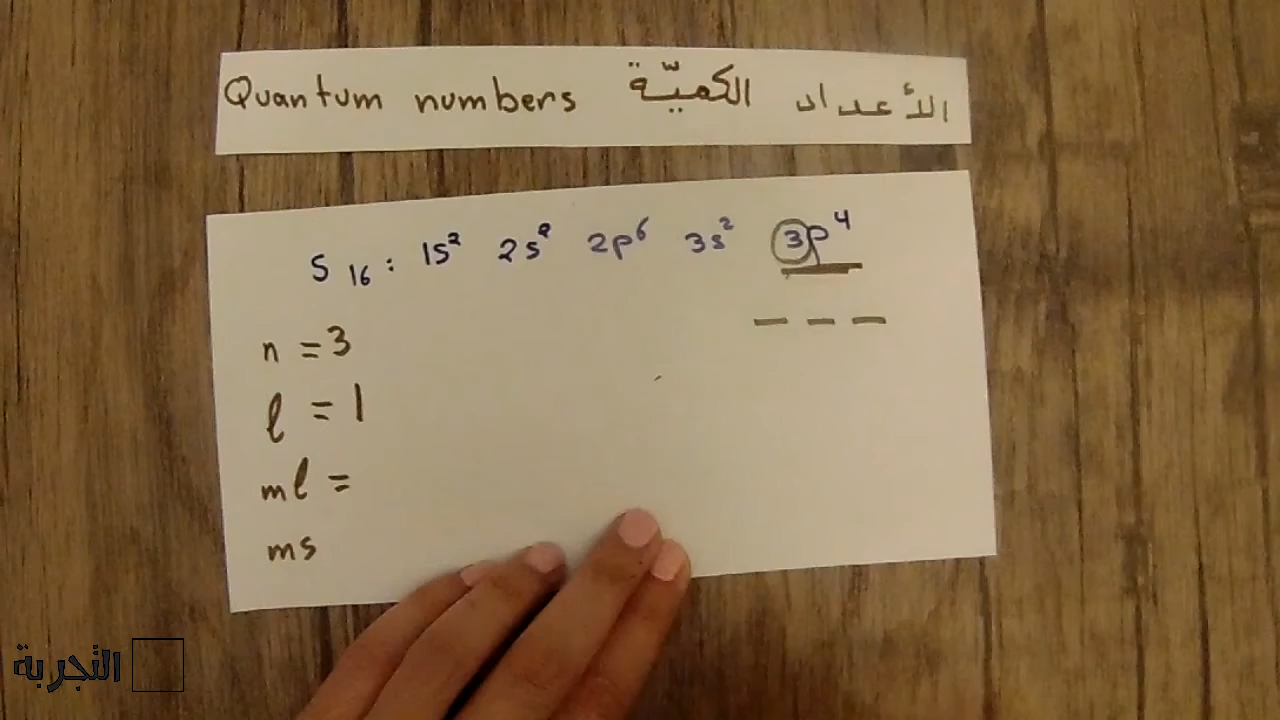 Quantum numbers الأعداد الكميّة
S 16 : 1s² 2s² 2p⁶ 3s² 3p⁴
n = 3
l = 1
ml =
ms
التجربة